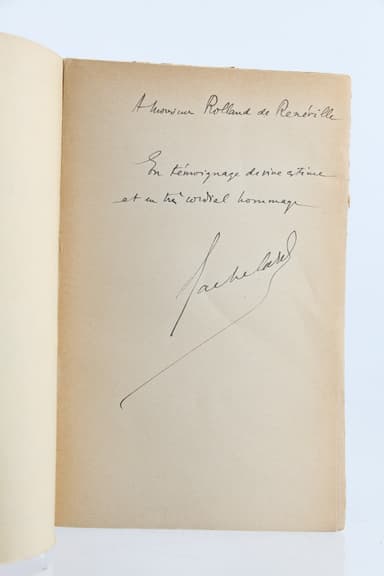 A Monsieur Rolland de Renéville
En témoignage de vive estime
et en très cordial hommage
Bachelard